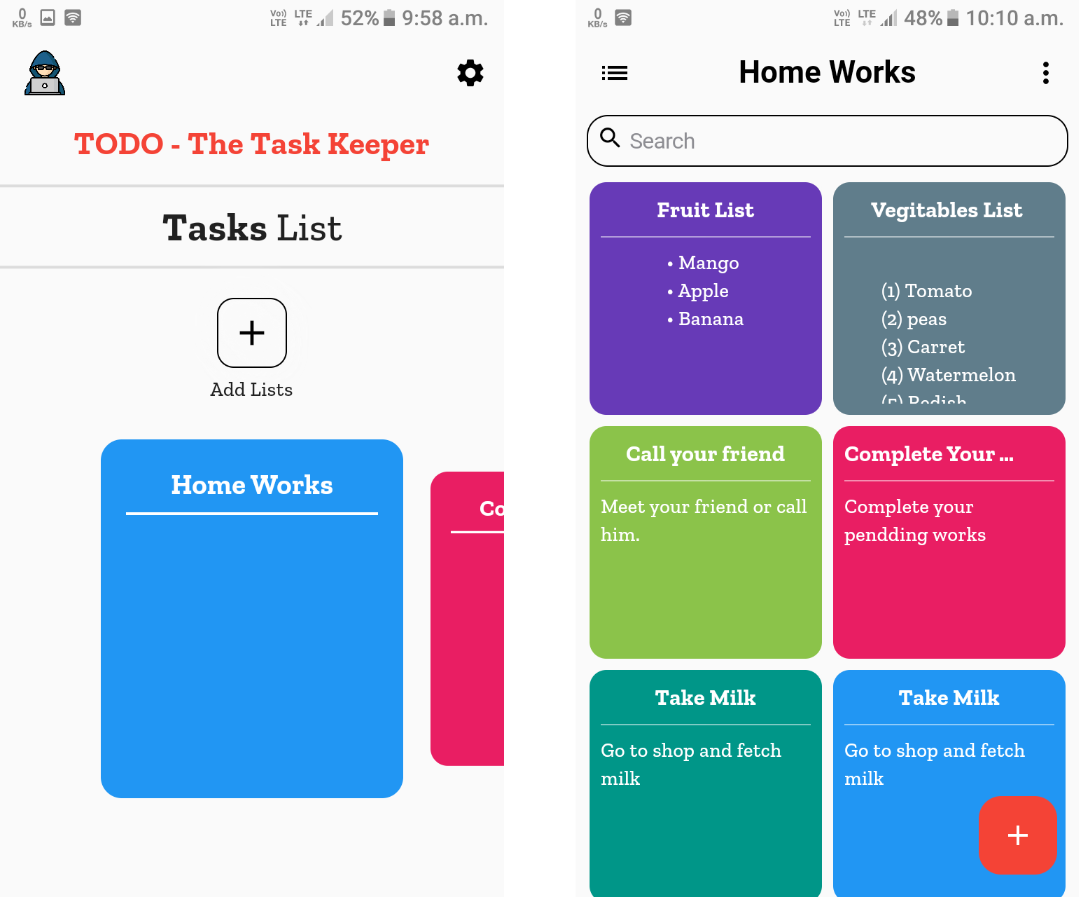 0
KB/s
Vo))
LTE
LTE
52%
9:58 a.m.
TODO - The Task Keeper
Tasks List
Add Lists
Home Works
Co
0
KB/s
Vo))
LTE
LTE
48%
10:10 a.m.
Home Works
Search
Fruit List
• Mango
• Apple
• Banana
Vegitables List
(1) Tomato
(2) peas
(3) Carret
(4) Watermelon
(5) Redish
Call your friend
Meet your friend or call
him.
Complete Your ...
Complete your
pendding works
Take Milk
Go to shop and fetch
milk
Take Milk
Go to shop and fetch
milk